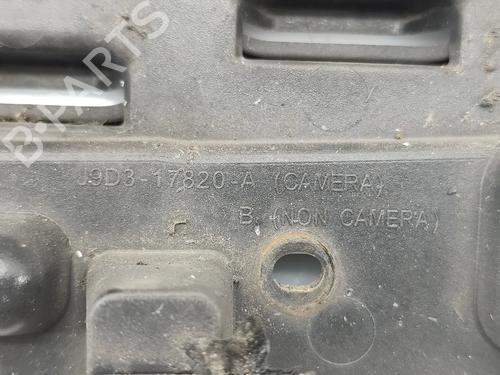 B-PARTS
J9D3-17820-A (CAMERA)
B (NON CAMERA)